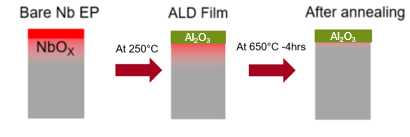 Bare Nb EP
NbOₓ
At 250°C
ALD Film
Al₂O₃
At 650°C -4hrs
After annealing
Al₂O₃